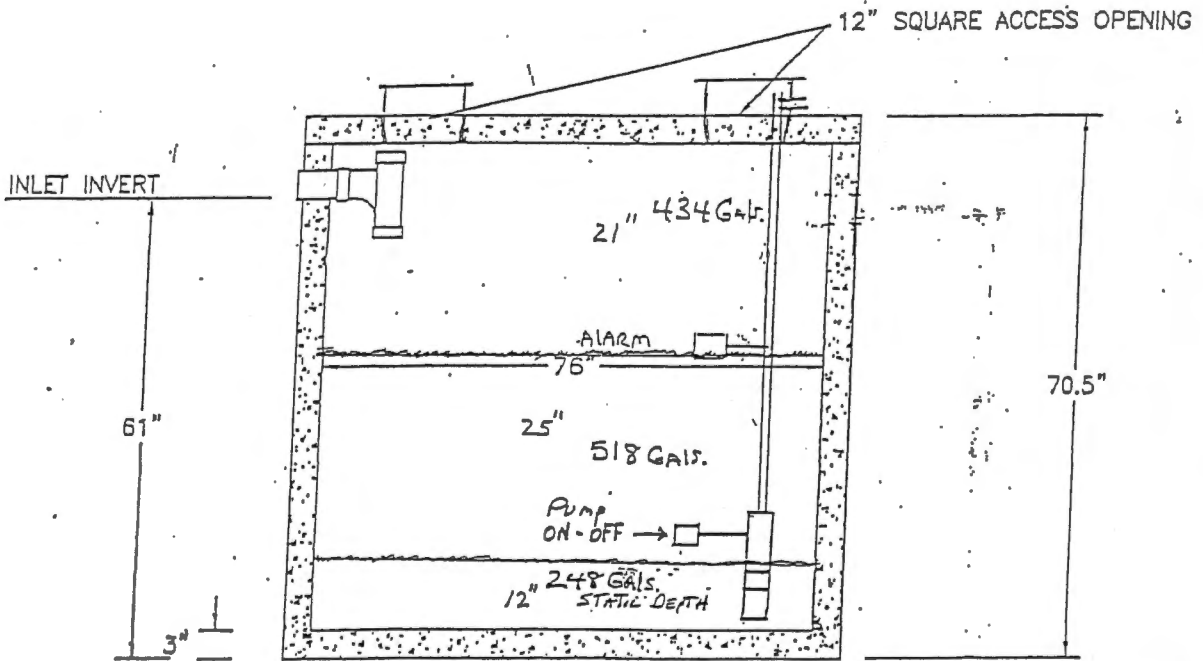 12" SQUARE ACCESS OPENING
INLET INVERT
21" 434 GAls.
ALARM
76"
70.5"
61"
25"
518 GAls.
Pump
ON-OFF
248 GAls.
12" STATIC DEPTH
3"